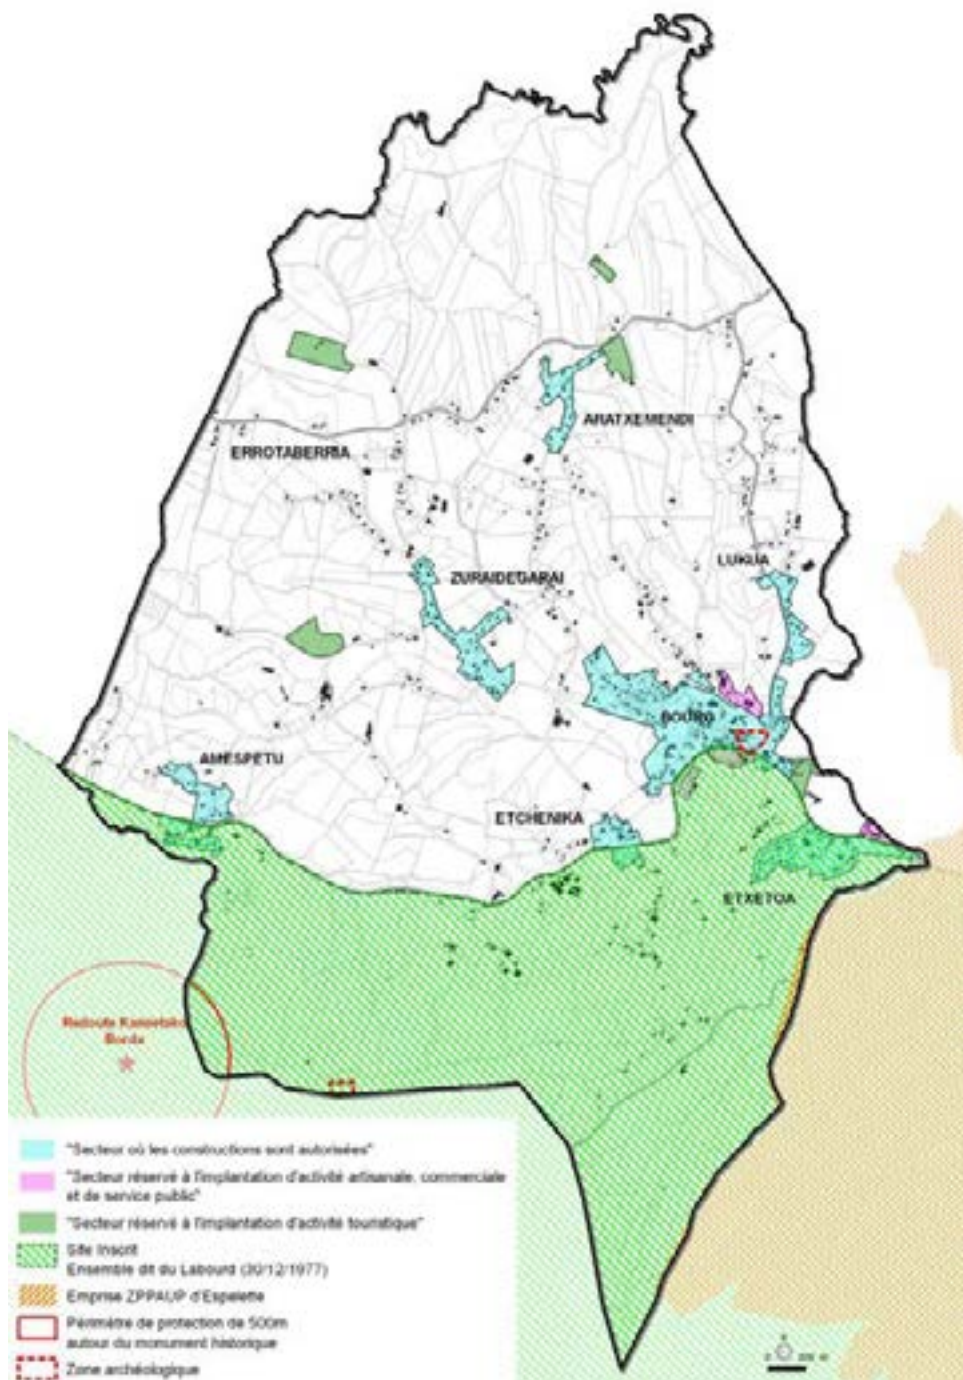 ARATXEMENDI
ERROTABERRIA
LUKUA
ZURAIDEGARAI
BOURG
AMESPETU
ETCHENIKA
ETXETOA
Redoute
Borda
"Secteur où les constructions sont autorisées"
"Secteur réservé à l'implantation d'activité artisanale, commerciale
et de service public"
"Secteur réservé à l'implantation d'activité touristique"
Site Inscrit
Ensemble dit du Labourd (30/12/1977)
Emprise ZPPAUP d'Espelette
Périmètre de protection de 500m
autour du monument historique
Zone archéologique